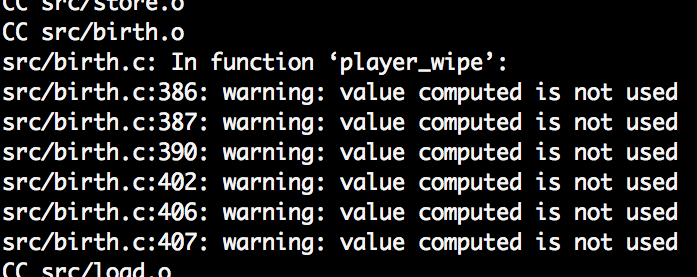 CC src/store.o
CC src/birth.o
src/birth.c: In function ‘player_wipe’:
src/birth.c:386: warning: value computed is not used
src/birth.c:387: warning: value computed is not used
src/birth.c:390: warning: value computed is not used
src/birth.c:402: warning: value computed is not used
src/birth.c:406: warning: value computed is not used
src/birth.c:407: warning: value computed is not used
CC src/load.o